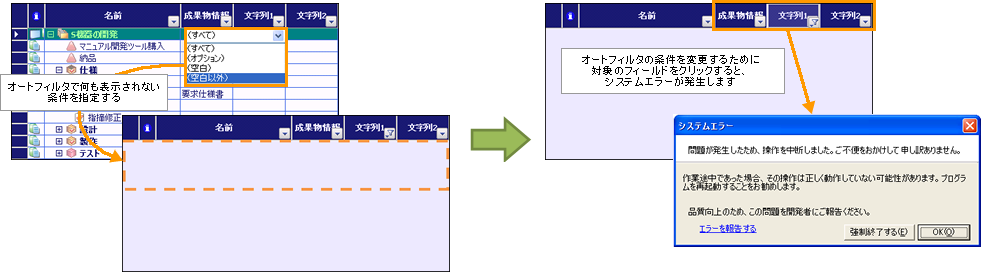 名前
成果物情報
文字列1
文字列2
S機器の開発
(すべて)
マニュアル開発ツール購入
(すべて)
(オプション)
納品
(空白)
仕様
(空白以外)
オートフィルタで何も表示されない
条件を指定する
要求仕様書
指摘修正
設計
製作
テスト
名前
成果物情報
文字列1
文字列2
名前
成果物情報
文字列1
文字列2
オートフィルタの条件を変更するために
対象のフィールドをクリックすると、
システムエラーが発生します
システムエラー
問題が発生したため、操作を中断しました。ご不便をおかけして申し訳ありません。
作業途中であった場合、その操作は正しく動作していない可能性があります。プログラ
ムを再起動することをお勧めします。
品質向上のため、この問題を開発者にご報告ください。
エラーを報告する
強制終了する(E)
OK(O)